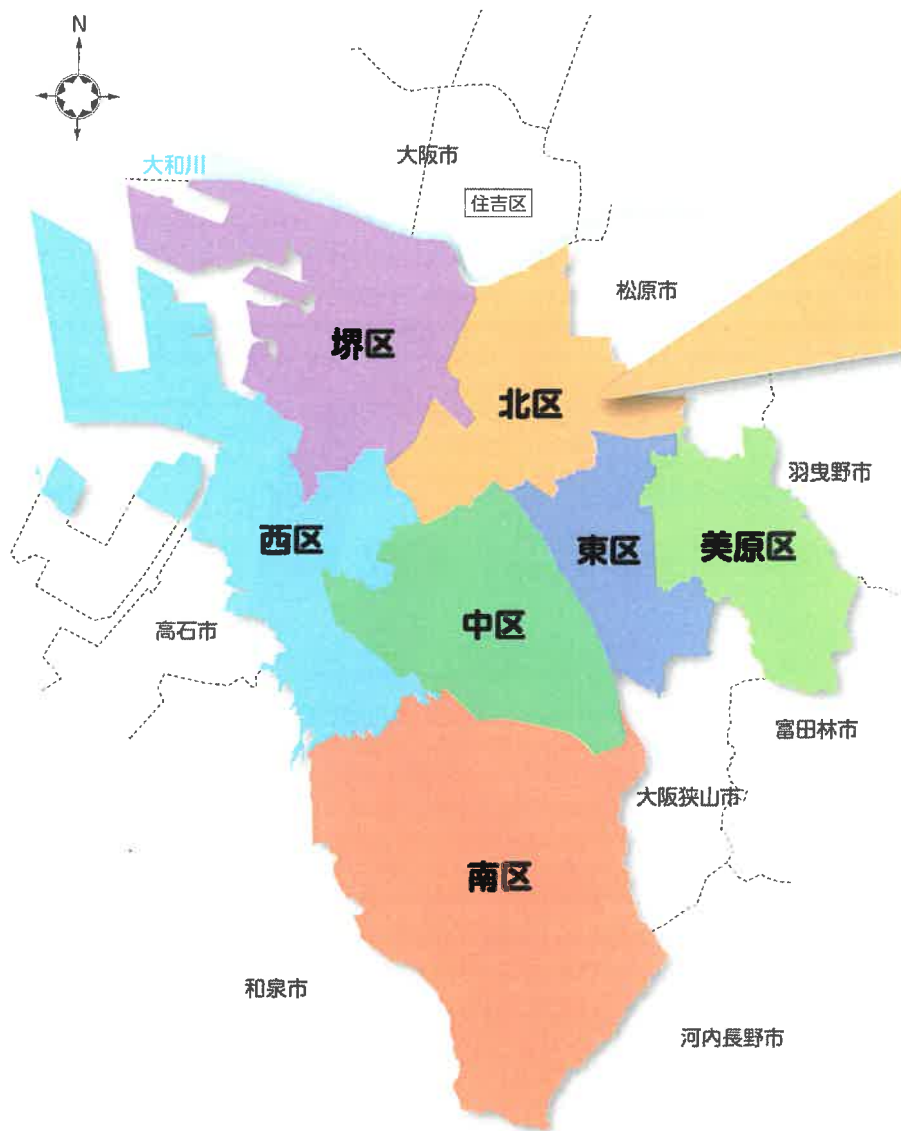 N
大和川
大阪市
住吉区
松原市
堺区
北区
羽曳野市
西区
東区
美原区
中区
高石市
富田林市
大阪狭山市
南区
和泉市
河内長野市